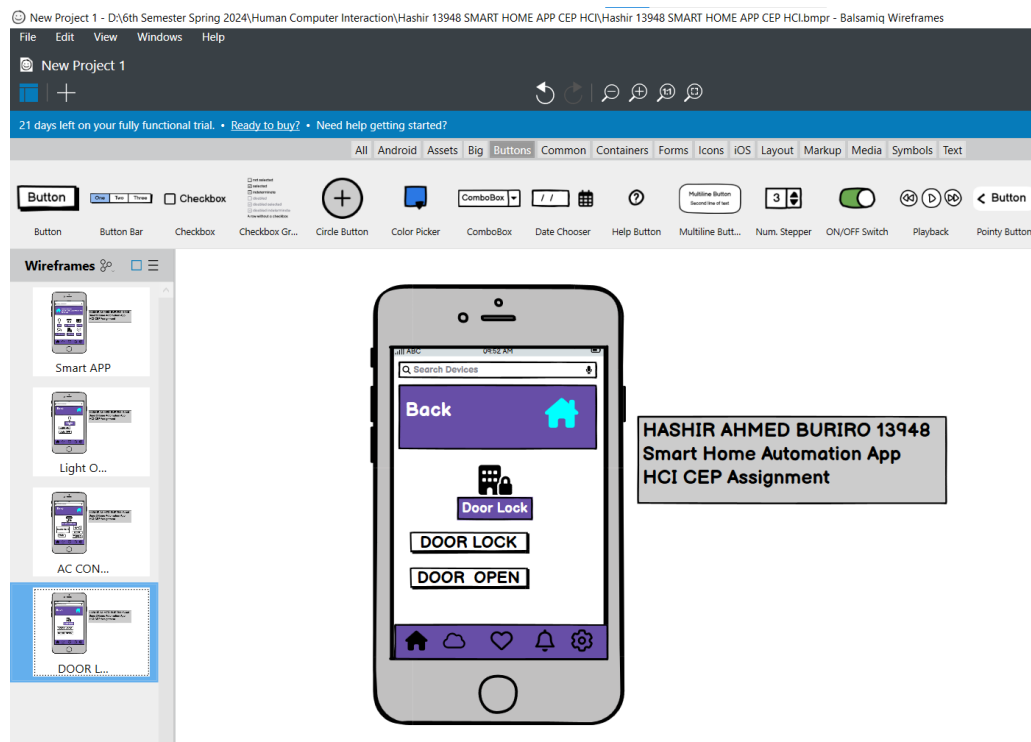 New Project 1 - D:\6th Semester Spring 2024\Human Computer Interaction\Hashir 13948 SMART HOME APP CEP HCI\Hashir 13948 SMART HOME APP CEP HCI.bmpr - Balsamiq Wireframes
File Edit View Windows Help
New Project 1
21 days left on your fully functional trial. • Ready to buy? • Need help getting started?
All Android Assets Big Buttons Common Containers Forms Icons iOS Layout Markup Media Symbols Text
Button One Two Three Checkbox ComboBox / / Multiline Button 3 Button
Second line of text
Button Button Bar Checkbox Checkbox Gr... Circle Button Color Picker ComboBox Date Chooser Help Button Multiline Butt... Num. Stepper ON/OFF Switch Playback Pointy Button
Wireframes
Smart APP
Light O...
AC CON...
DOOR L...
ABC 09:52 AM
Search Devices
Back
Door Lock
DOOR LOCK
DOOR OPEN
HASHIR AHMED BURIRO 13948
Smart Home Automation App
HCI CEP Assignment